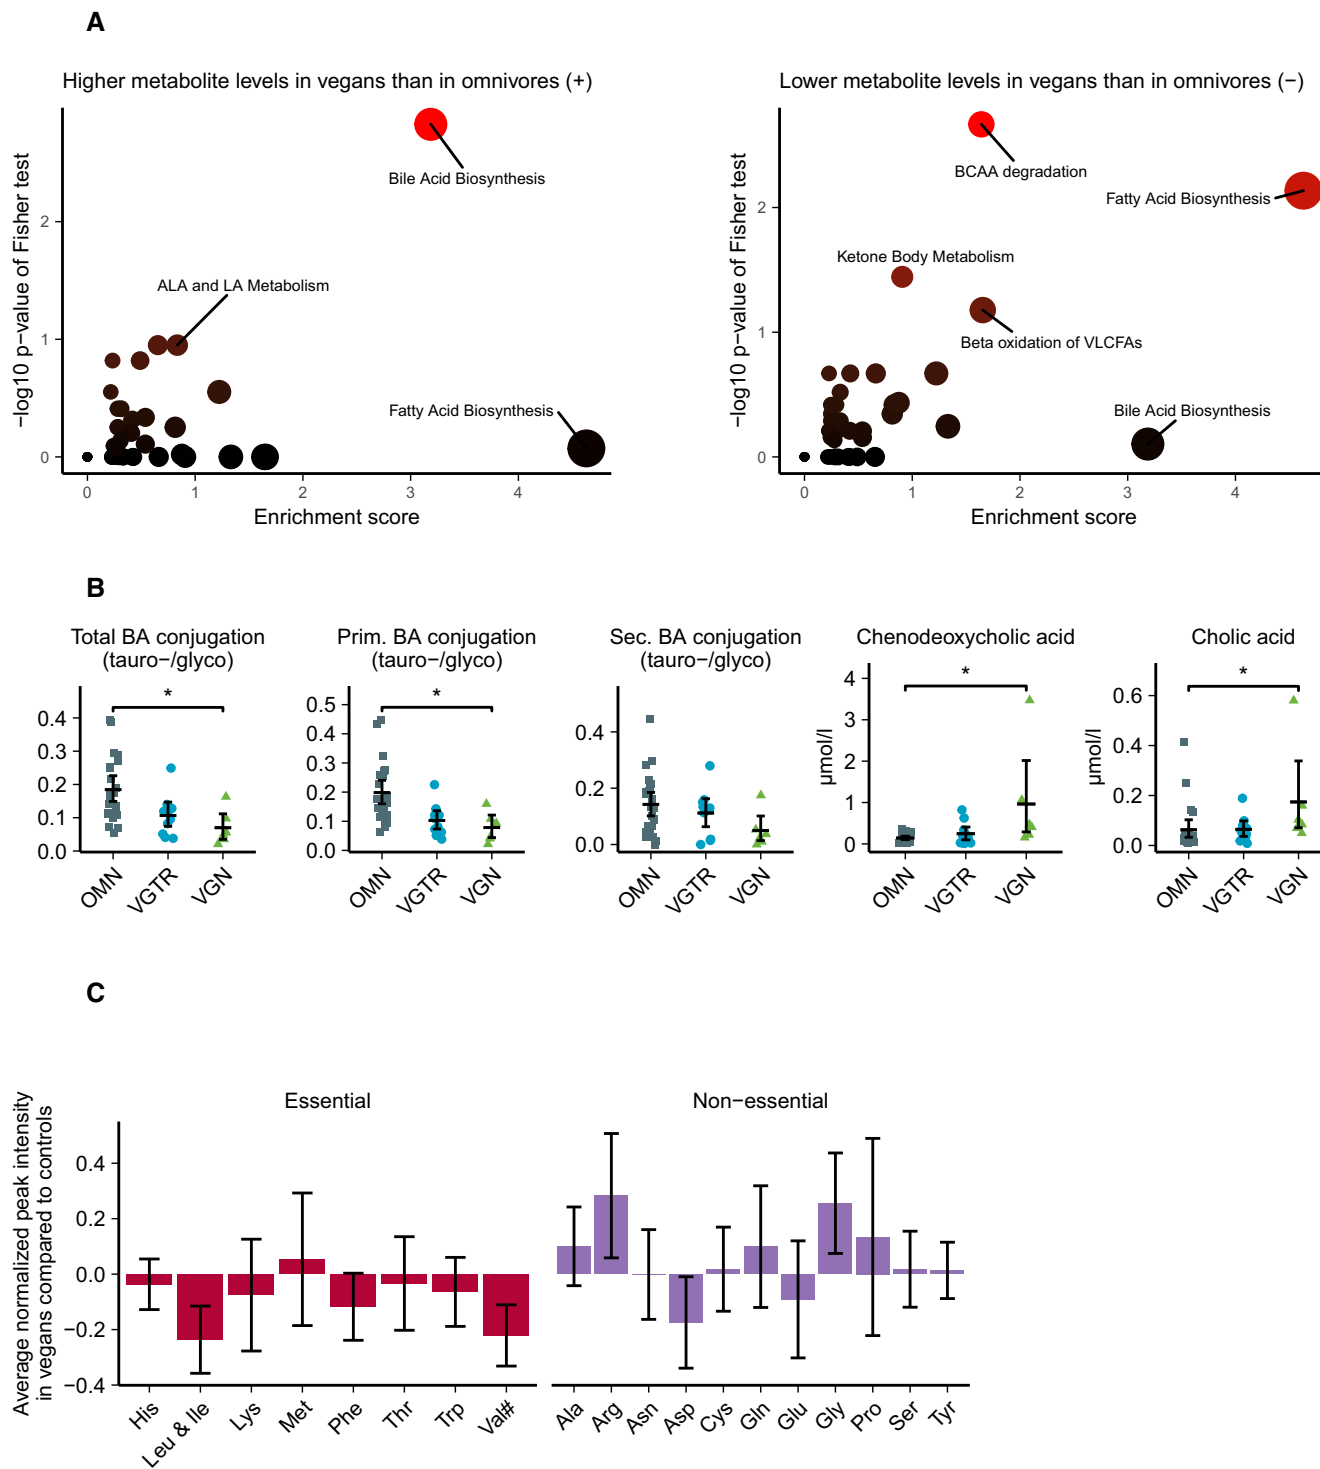 A
Higher metabolite levels in vegans than in omnivores (+)
−log10 p−value of Fisher test
2
1
0
Bile Acid Biosynthesis
ALA and LA Metabolism
Fatty Acid Biosynthesis
0 1 2 3 4
Enrichment score
Lower metabolite levels in vegans than in omnivores (−)
−log10 p−value of Fisher test
2
1
0
BCAA degradation
Fatty Acid Biosynthesis
Ketone Body Metabolism
Beta oxidation of VLCFAs
Bile Acid Biosynthesis
0 1 2 3 4
Enrichment score
B
Total BA conjugation
(tauro−/glyco)
*
0.4
0.3
0.2
0.1
0.0
OMN VGTR VGN
Prim. BA conjugation
(tauro−/glyco)
*
0.5
0.4
0.3
0.2
0.1
0.0
OMN VGTR VGN
Sec. BA conjugation
(tauro−/glyco)
0.4
0.2
0.0
OMN VGTR VGN
Chenodeoxycholic acid
*
µmol/l
4
3
2
1
0
OMN VGTR VGN
Cholic acid
*
µmol/l
0.6
0.4
0.2
0.0
OMN VGTR VGN
C
Average normalized peak intensity
in vegans compared to controls
0.4
0.2
0.0
−0.2
−0.4
Essential
His Leu & Ile Lys Met Phe Thr Trp Val#
Non−essential
Ala Arg Asn Asp Cys Gln Glu Gly Pro Ser Tyr